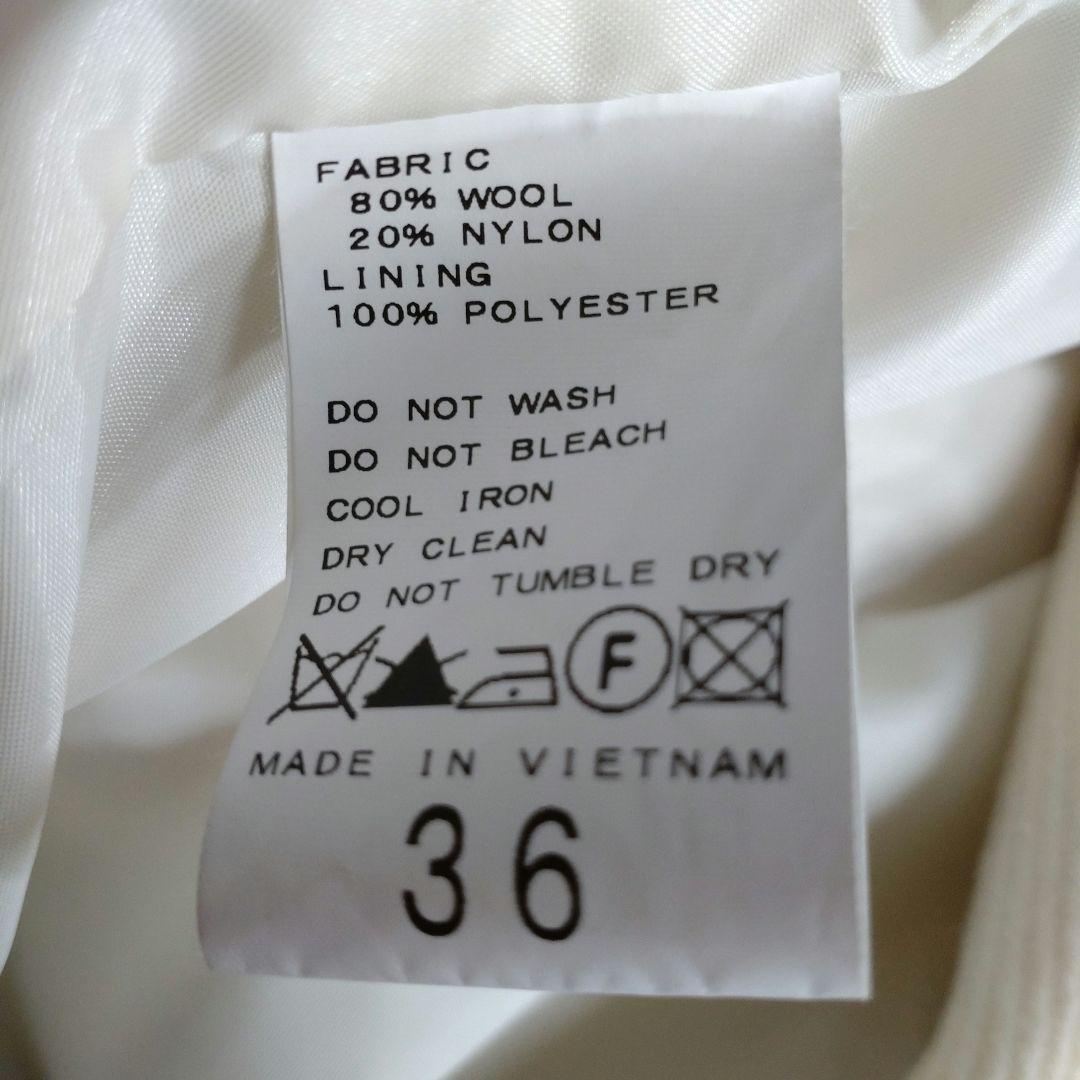 FABRIC
80% WOOL
20% NYLON
LINING
100% POLYESTER
DO NOT WASH
DO NOT BLEACH
COOL IRON
DRY CLEAN
DO NOT TUMBLE DRY
F
MADE IN VIETNAM
36